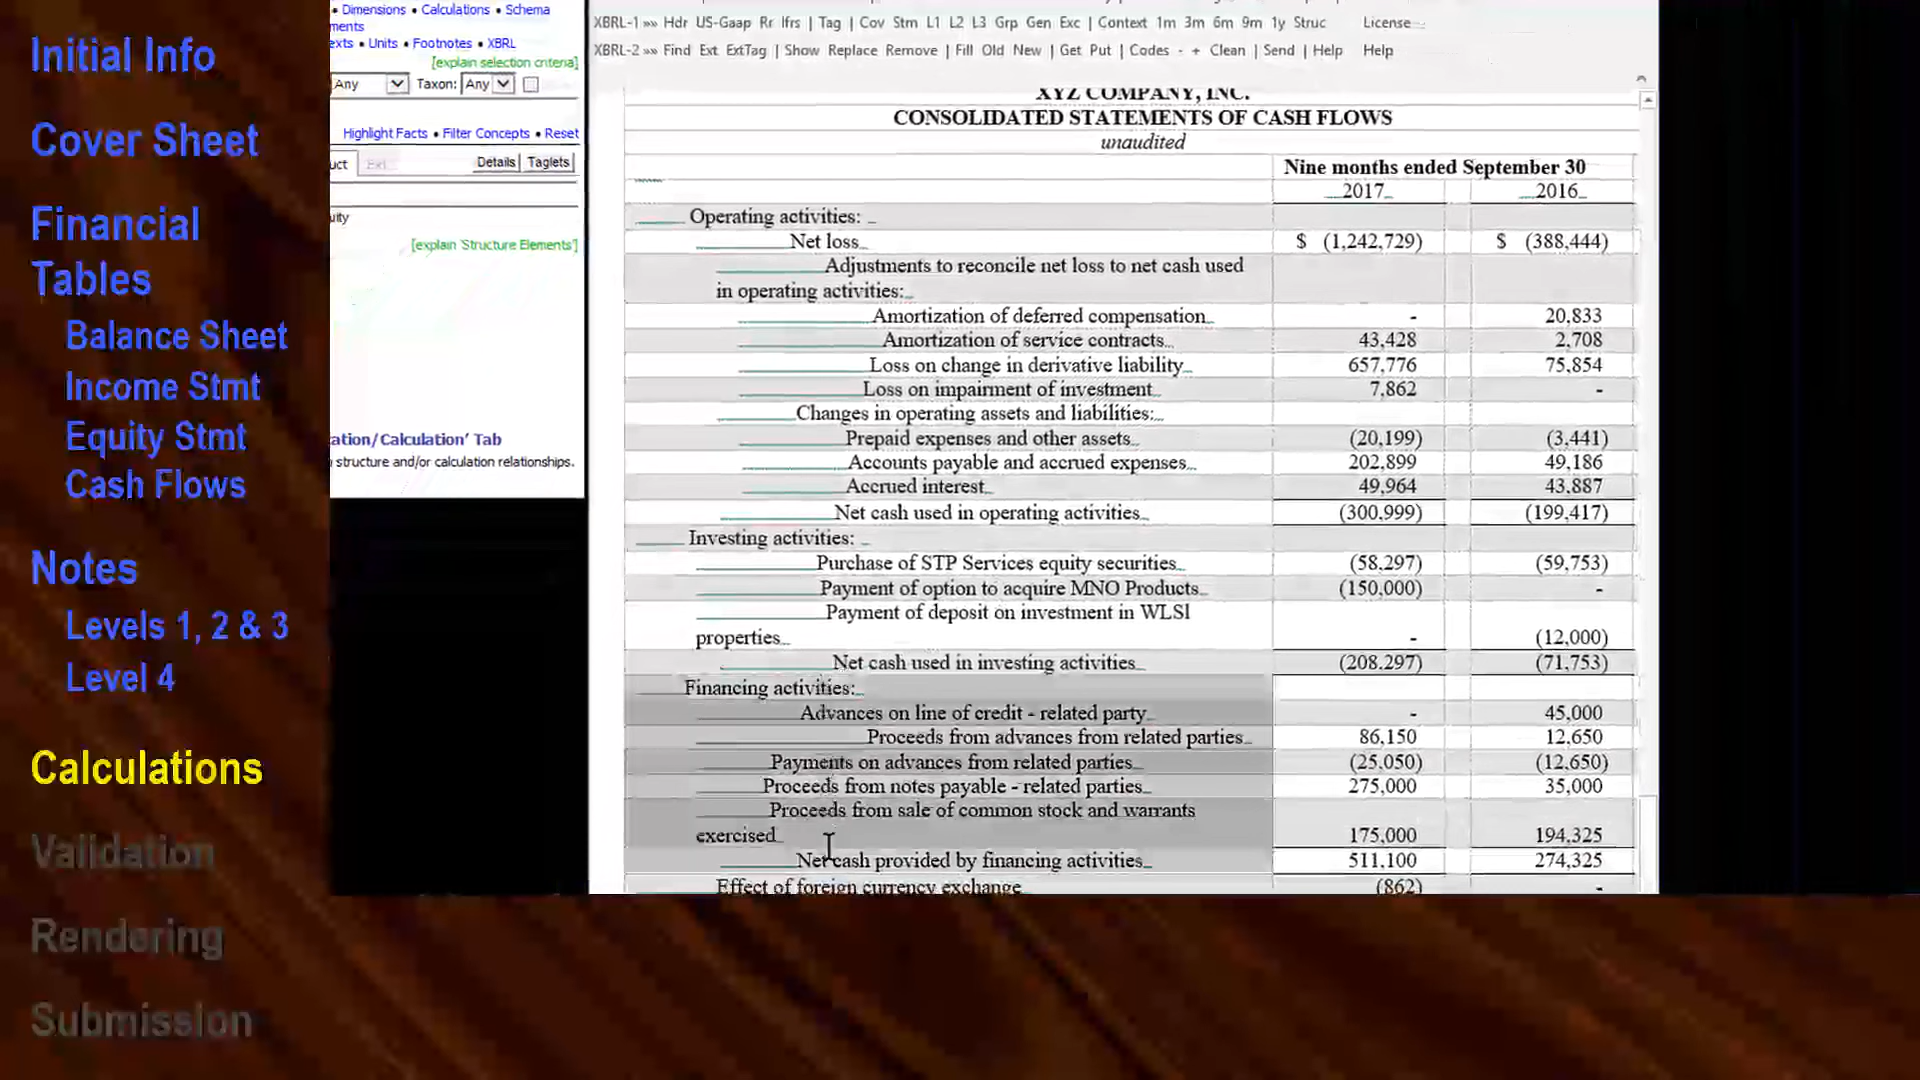 Initial Info
Cover Sheet
Financial
Tables
Balance Sheet
Income Stmt
Equity Stmt
Cash Flows
Notes
Levels 1, 2 & 3
Level 4
Calculations
Validation
Rendering
Submission
• Dimensions • Calculations • Schema
ments
exts • Units • Footnotes • XBRL
[explain selection criteria]
Any Taxon: Any
Highlight Facts • Filter Concepts • Reset
uct Ext Details Taglets
uity
[explain 'Structure Elements']
ation/Calculation' Tab
structure and/or calculation relationships.
XBRL-1 »» Hdr US-Gaap Rr Ifrs | Tag | Cov Stm L1 L2 L3 Grp Gen Exc | Context 1m 3m 6m 9m 1y Struc License
XBRL-2 »» Find Ext ExtTag | Show Replace Remove | Fill Old New | Get Put | Codes - + Clean | Send | Help Help
XYZ COMPANY, INC.
CONSOLIDATED STATEMENTS OF CASH FLOWS
unaudited
Nine months ended September 30
2017 2016
Operating activities:
Net loss $ (1,242,729) $ (388,444)
Adjustments to reconcile net loss to net cash used
in operating activities:
Amortization of deferred compensation - 20,833
Amortization of service contracts 43,428 2,708
Loss on change in derivative liability 657,776 75,854
Loss on impairment of investment 7,862 -
Changes in operating assets and liabilities:
Prepaid expenses and other assets (20,199) (3,441)
Accounts payable and accrued expenses 202,899 49,186
Accrued interest 49,964 43,887
Net cash used in operating activities (300,999) (199,417)
Investing activities:
Purchase of STP Services equity securities (58,297) (59,753)
Payment of option to acquire MNO Products (150,000) -
Payment of deposit on investment in WLSI
properties - (12,000)
Net cash used in investing activities (208.297) (71,753)
Financing activities:
Advances on line of credit - related party - 45,000
Proceeds from advances from related parties 86,150 12,650
Payments on advances from related parties (25,050) (12,650)
Proceeds from notes payable - related parties 275,000 35,000
Proceeds from sale of common stock and warrants
exercised 175,000 194,325
Net cash provided by financing activities 511,100 274,325
Effect of foreign currency exchange (862) -